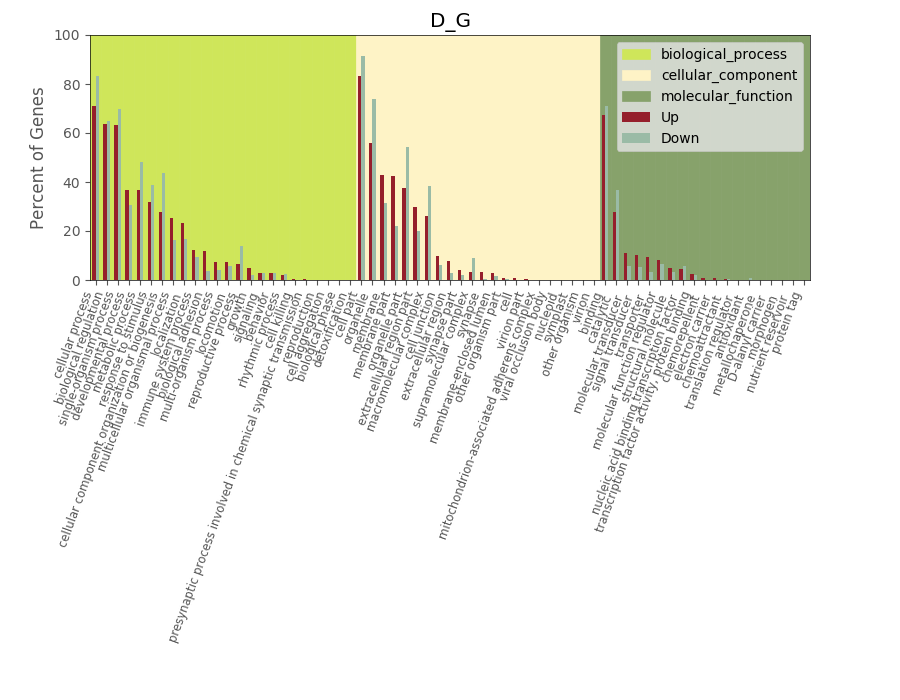 D_G
Percent of Genes
100
80
60
40
20
0
biological_process
cellular_component
molecular_function
Up
Down
cellular process
biological regulation
single-organism process
developmental process
metabolic process
response to stimulus
cellular component organization or biogenesis
multicellular organismal process
localization
immune system process
biological adhesion
multi-organism process
locomotion
reproductive process
growth
signaling
behavior
rhythmic process
cell killing
presynaptic process involved in chemical synaptic transmission
reproduction
cell aggregation
biological phase
detoxification
cell part
organelle
membrane
membrane part
organelle part
extracellular region part
macromolecular complex
cell junction
extracellular region
synapse part
supramolecular complex
synapse
membrane-enclosed lumen
other organism part
cell
virion part
mitochondrion-associated adherens complex
viral occlusion body
nucleoid
symplast
other organism
virion
binding
catalytic
molecular transducer
signal transducer
transporter
molecular function regulator
structural molecule
nucleic acid binding transcription factor
transcription factor activity, protein binding
chemorepellent
electron carrier
chemoattractant
translation regulator
antioxidant
metallochaperone
D-alanyl carrier
morphogen
nutrient reservoir
protein tag